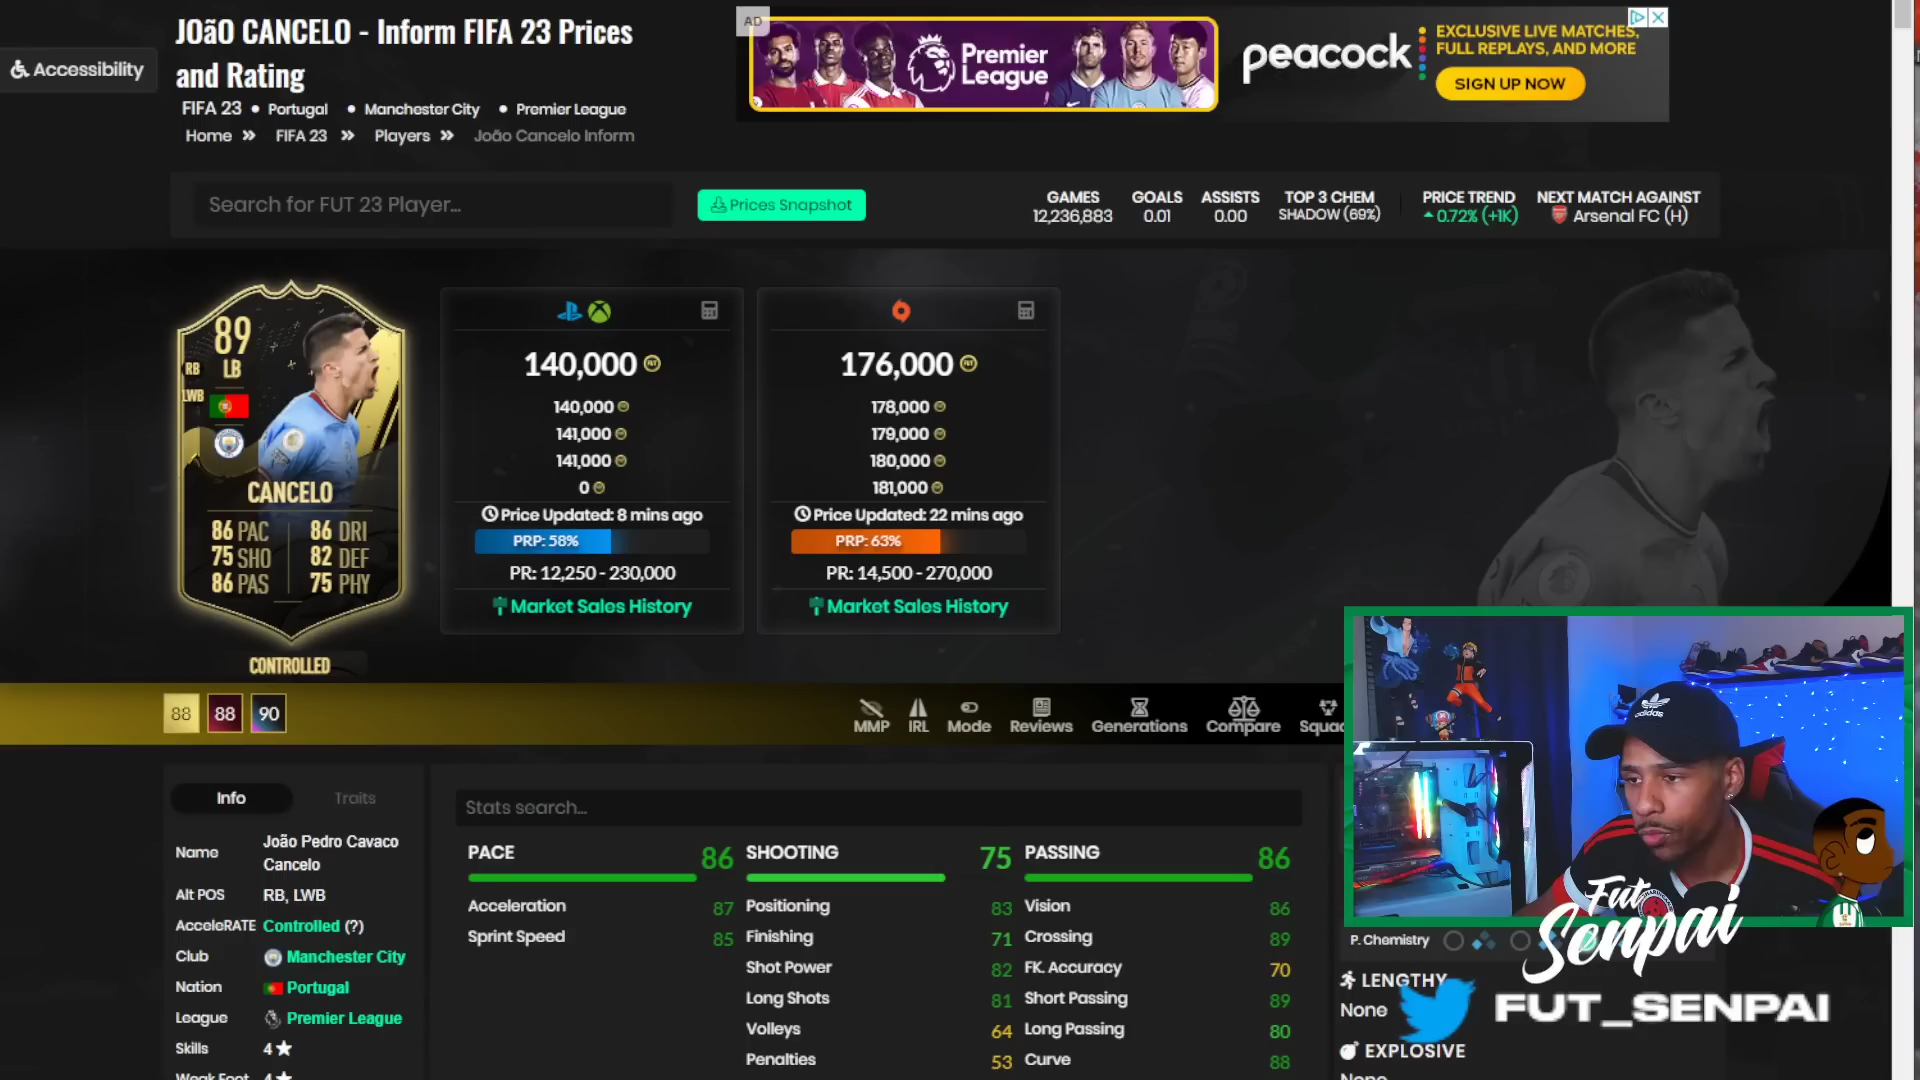 JOãO CANCELO - Inform FIFA 23 Prices
and Rating
Accessibility
FIFA 23 • Portugal • Manchester City • Premier League
Home » FIFA 23 » Players » João Cancelo Inform
AD
Premier
League
peacock
EXCLUSIVE LIVE MATCHES,
FULL REPLAYS, AND MORE
SIGN UP NOW
Search for FUT 23 Player...
Prices Snapshot
GAMES
12,236,883
GOALS
0.01
ASSISTS
0.00
TOP 3 CHEM
SHADOW (69%)
PRICE TREND
0.72% (+1K)
NEXT MATCH AGAINST
Arsenal FC (H)
89
LB
RB
LWB
CANCELO
86 PAC 86 DRI
75 SHO 82 DEF
86 PAS 75 PHY
CONTROLLED
140,000
140,000
141,000
141,000
0
Price Updated: 8 mins ago
PRP: 58%
PR: 12,250 - 230,000
Market Sales History
176,000
178,000
179,000
180,000
181,000
Price Updated: 22 mins ago
PRP: 63%
PR: 14,500 - 270,000
Market Sales History
88 88 90
MMP IRL Mode Reviews Generations Compare Squad
Info Traits
Name João Pedro Cavaco
Cancelo
Alt POS RB, LWB
AcceleRATE Controlled (?)
Club Manchester City
Nation Portugal
League Premier League
Skills 4
Weak Foot 4
Stats search...
PACE 86
Acceleration 87
Sprint Speed 85
SHOOTING 75
Positioning 83
Finishing 71
Shot Power 82
Long Shots 81
Volleys 64
Penalties 53
PASSING 86
Vision 86
Crossing 89
FK. Accuracy 70
Short Passing 89
Long Passing 80
Curve 88
adidas
Fut
Senpai
P. Chemistry
LENGTHY
None
EXPLOSIVE
None
FUT_SENPAI